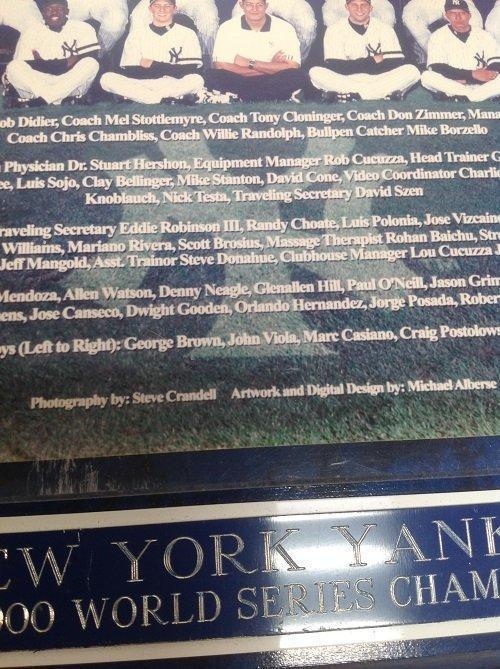 ob Didier, Coach Mel Stottlemyre, Coach Tony Cloninger, Coach Don Zimmer, Mana
Coach Chris Chambliss, Coach Willie Randolph, Bullpen Catcher Mike Borzello
Physician Dr. Stuart Hershon, Equipment Manager Rob Cucuzza, Head Trainer G
ee, Luis Sojo, Clay Bellinger, Mike Stanton, David Cone, Video Coordinator Charlie
Knoblauch, Nick Testa, Traveling Secretary David Szen
raveling Secretary Eddie Robinson III, Randy Choate, Luis Polonia, Jose Vizcain
Williams, Mariano Rivera, Scott Brosius, Massage Therapist Rohan Baichu, Str
Jeff Mangold, Asst. Trainor Steve Donahue, Clubhouse Manager Lou Cucuzza
Mendoza, Allen Watson, Denny Neagle, Glenallen Hill, Paul O'Neill, Jason Grim
ens, Jose Canseco, Dwight Gooden, Orlando Hernandez, Jorge Posada, Rober
ys (Left to Right): George Brown, John Viola, Marc Casiano, Craig Postolow
Photography by: Steve Crandell Artwork and Digital Design by: Michael Alberse
EW YORK YANK
000 WORLD SERIES CHAM